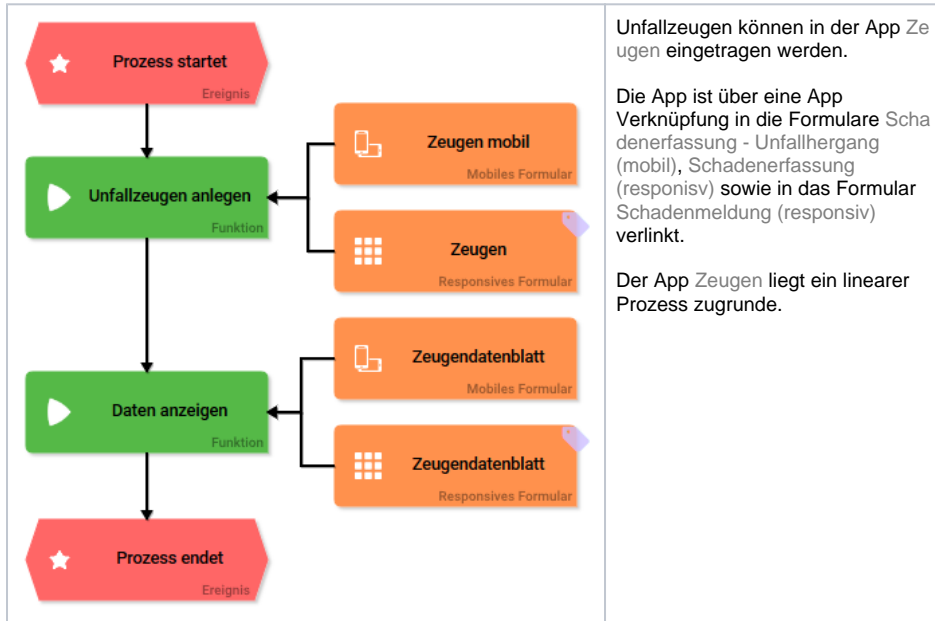 Prozess startet
Ereignis
Zeugen mobil
Mobiles Formular
Unfallzeugen anlegen
Funktion
Zeugen
Responsives Formular
Zeugendatenblatt
Mobiles Formular
Daten anzeigen
Funktion
Zeugendatenblatt
Responsives Formular
Prozess endet
Ereignis
Unfallzeugen können in der App Ze
ugen eingetragen werden.
Die App ist über eine App
Verknüpfung in die Formulare Scha
denerfassung - Unfallhergang
(mobil), Schadenerfassung
(responisv) sowie in das Formular
Schadenmeldung (responsiv)
verlinkt.
Der App Zeugen liegt ein linearer
Prozess zugrunde.